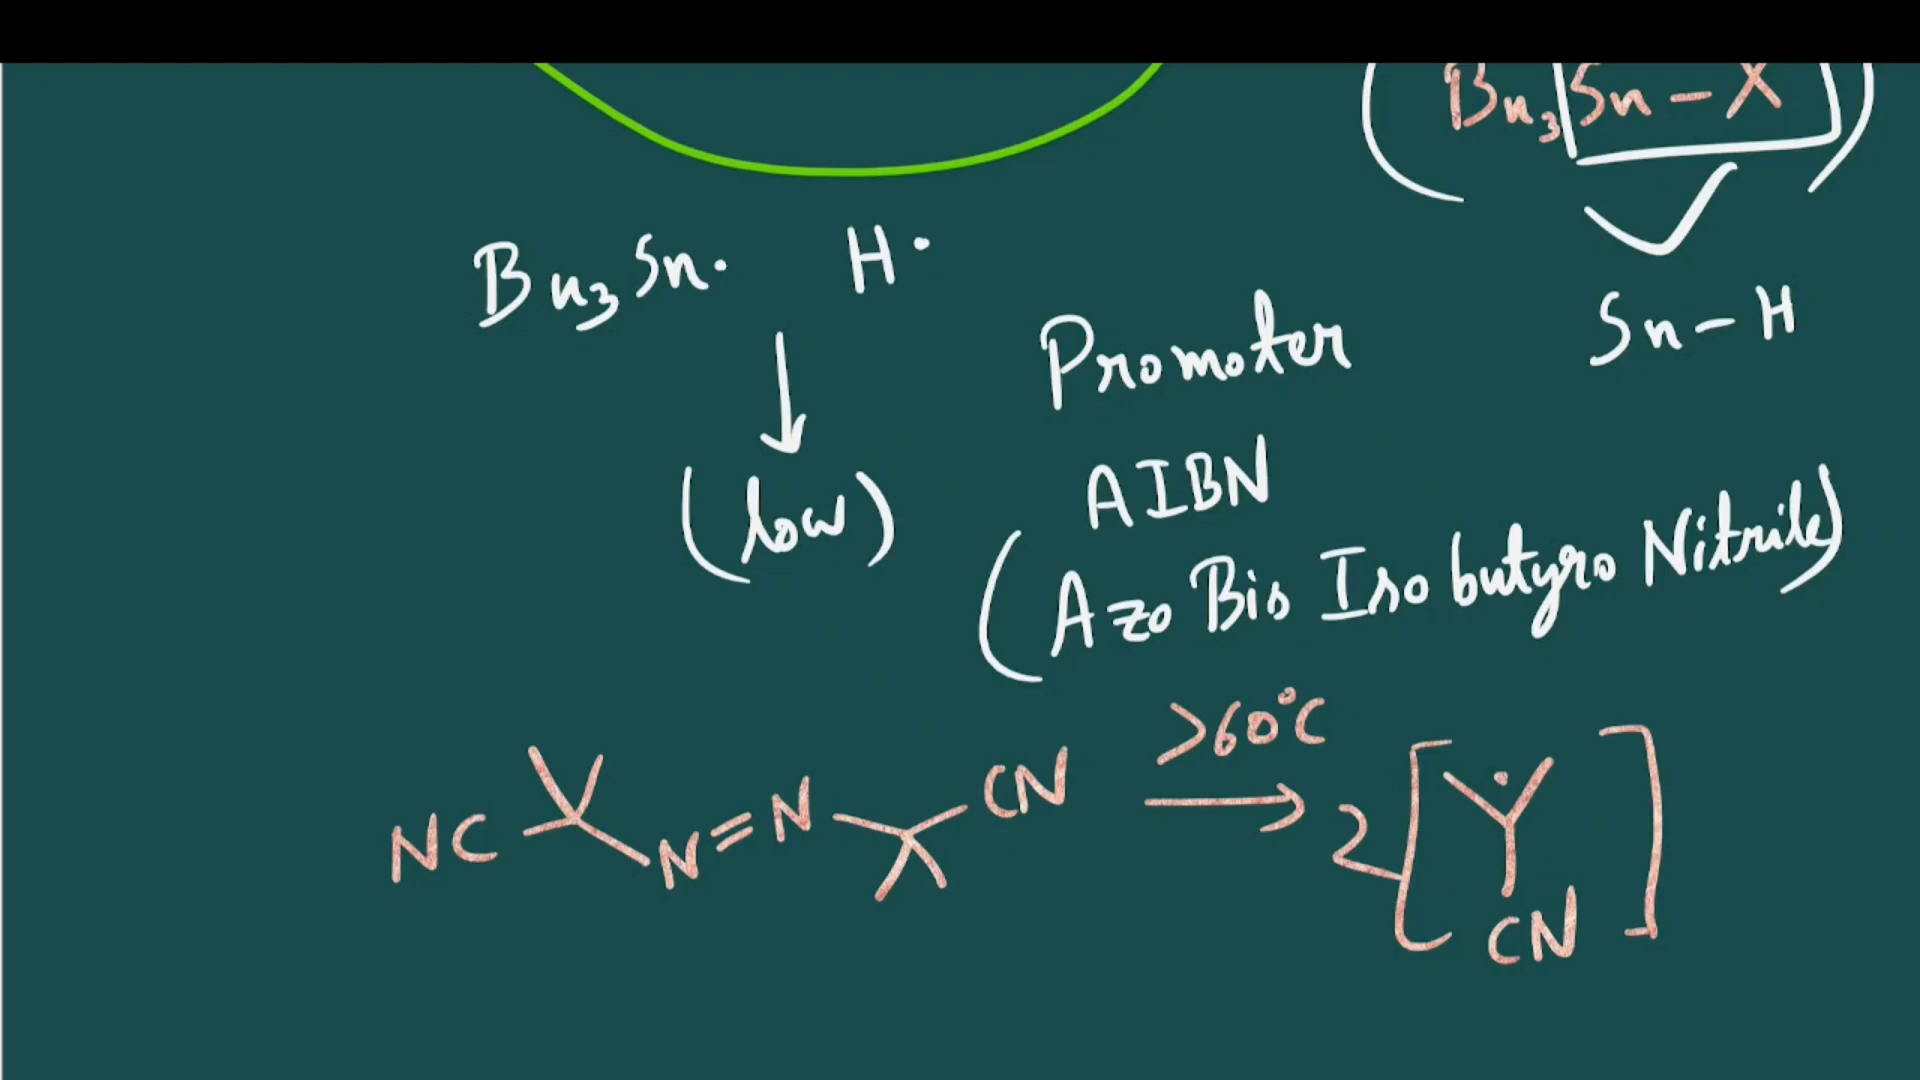 Bu₃Sn-X
Bu₃Sn· H·
Sn-H
Promoter
(low)
AIBN
(Azo Bis Iso butyro Nitrile)
>60°C
NC N=N CN 2[ · CN ]